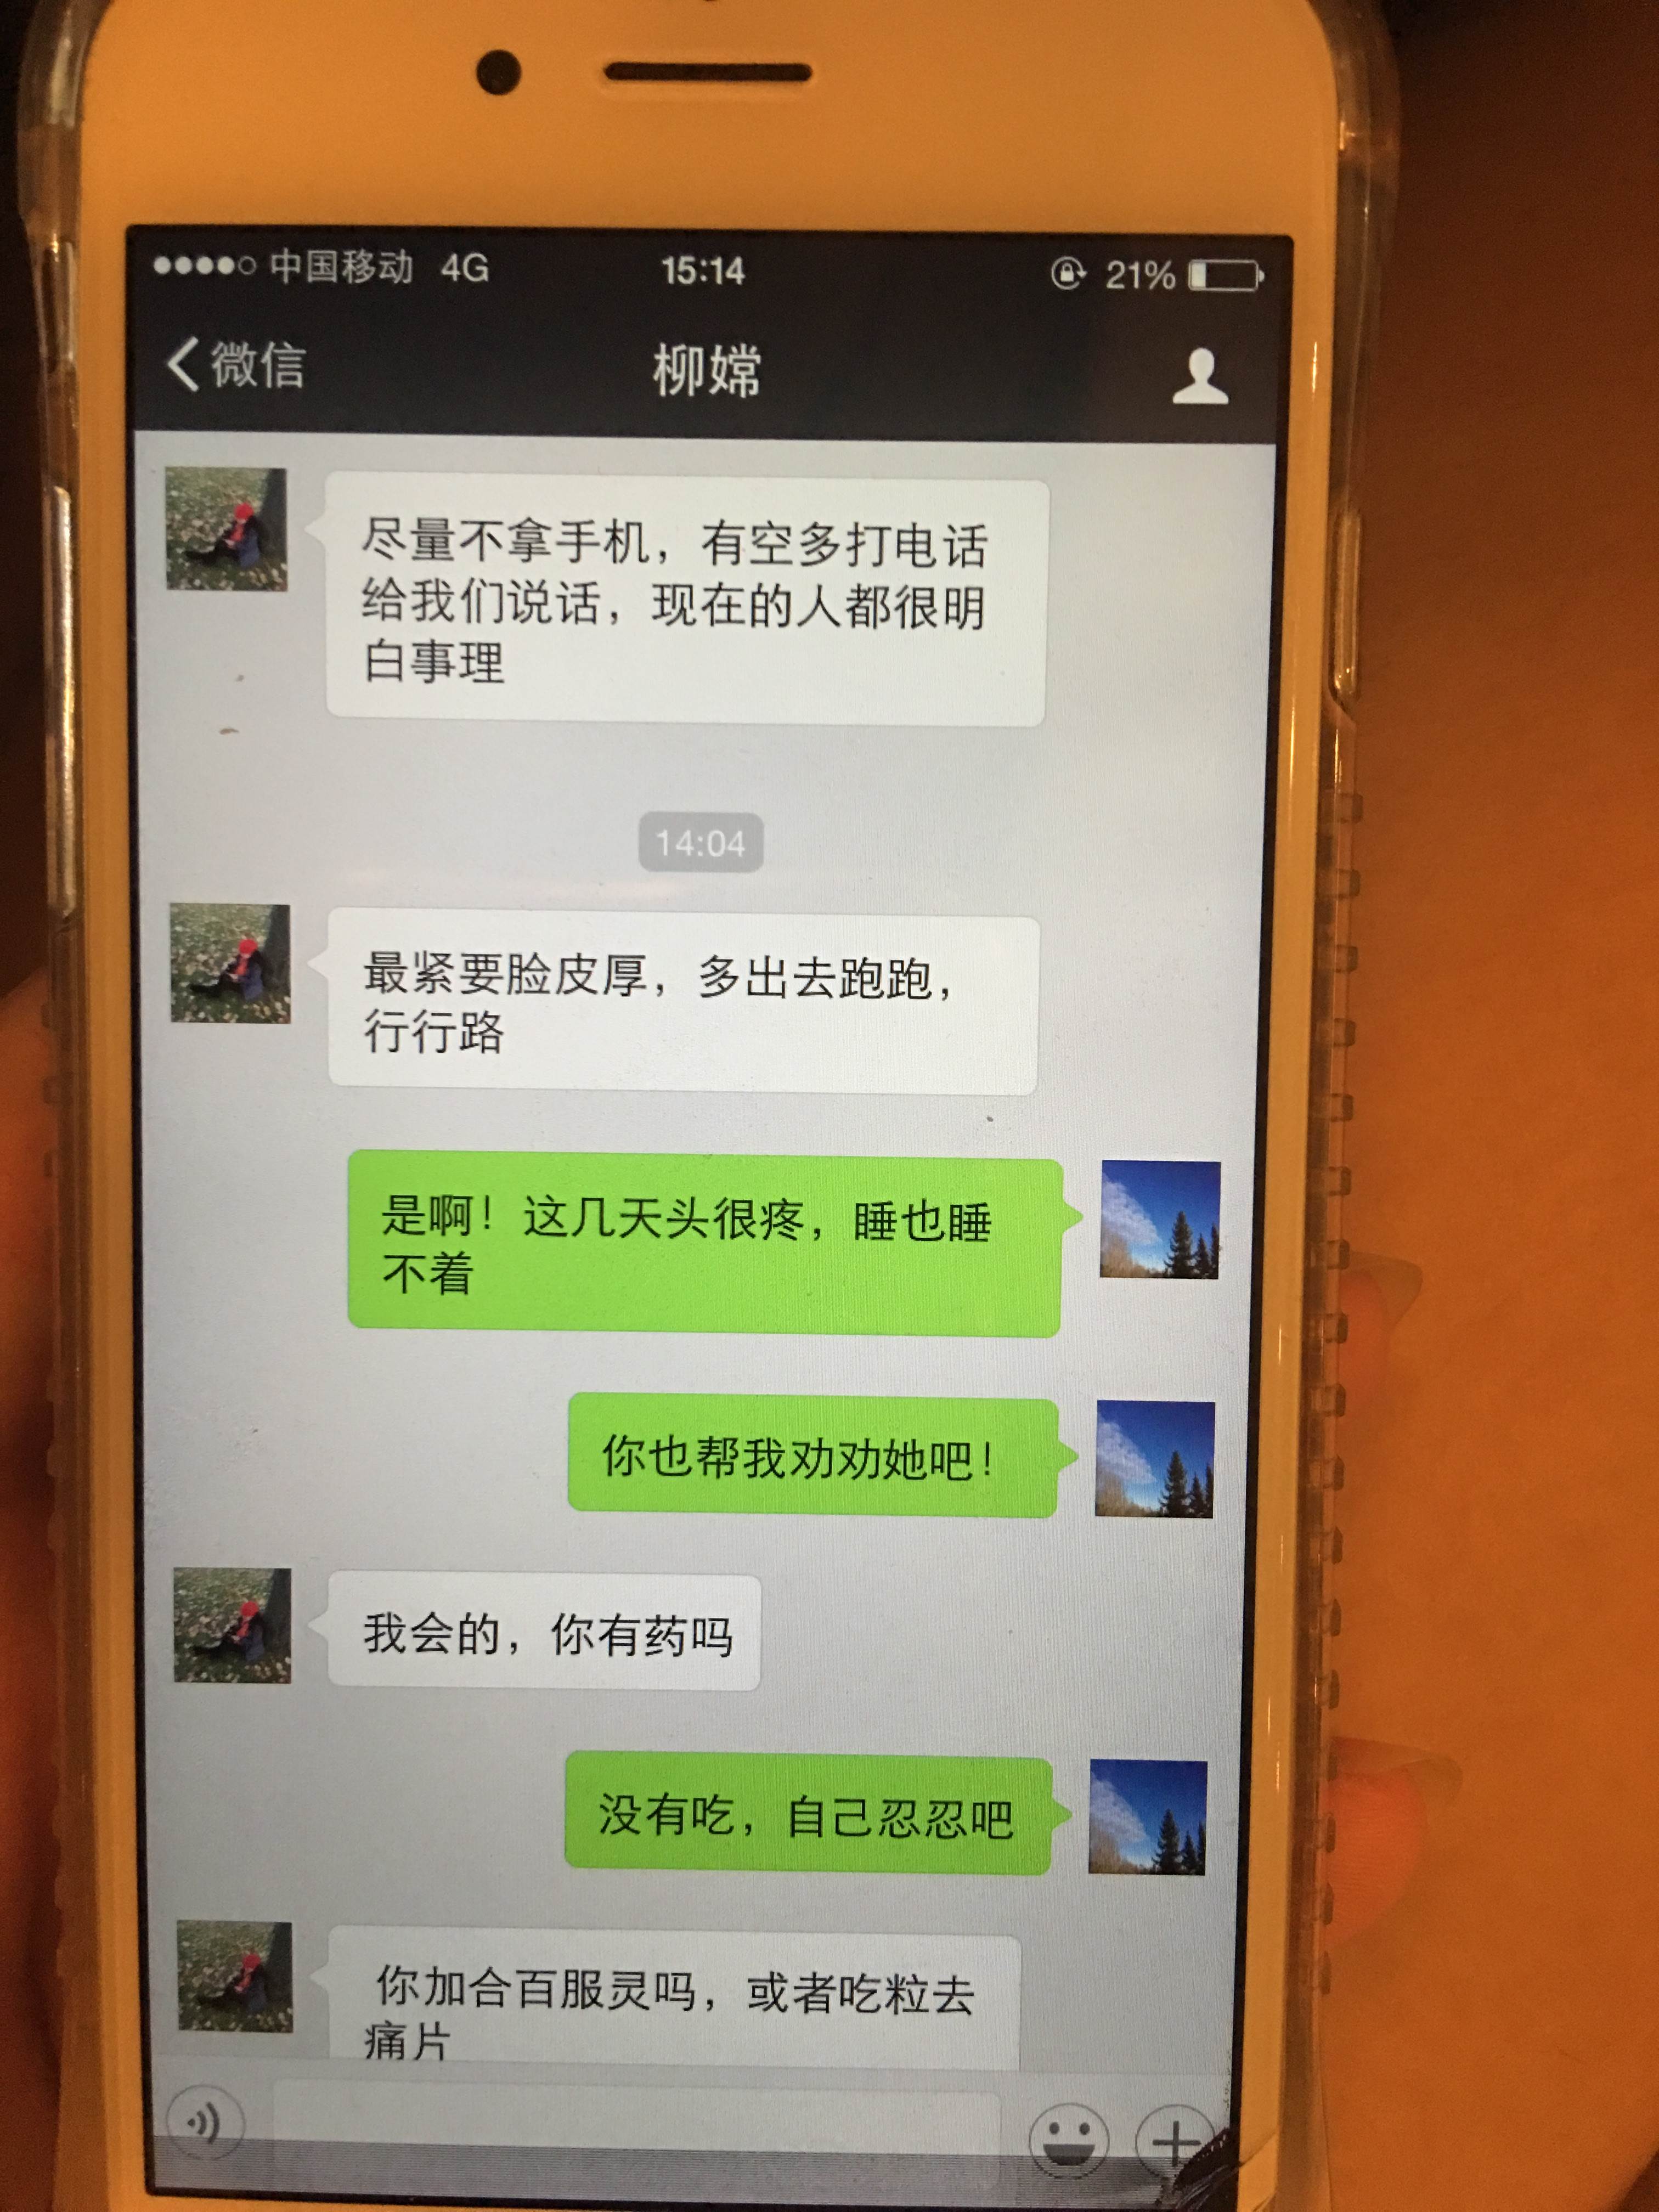 中国移动 4G 15:14 21%
微信 柳嫦
尽量不拿手机，有空多打电话
给我们说话，现在的人都很明
白事理
14:04
最紧要脸皮厚，多出去跑跑，
行行路
是啊！这几天头很疼，睡也睡
不着
你也帮我劝劝她吧！
我会的，你有药吗
没有吃，自己忍忍吧
你加合百服灵吗，或者吃粒去
痛片